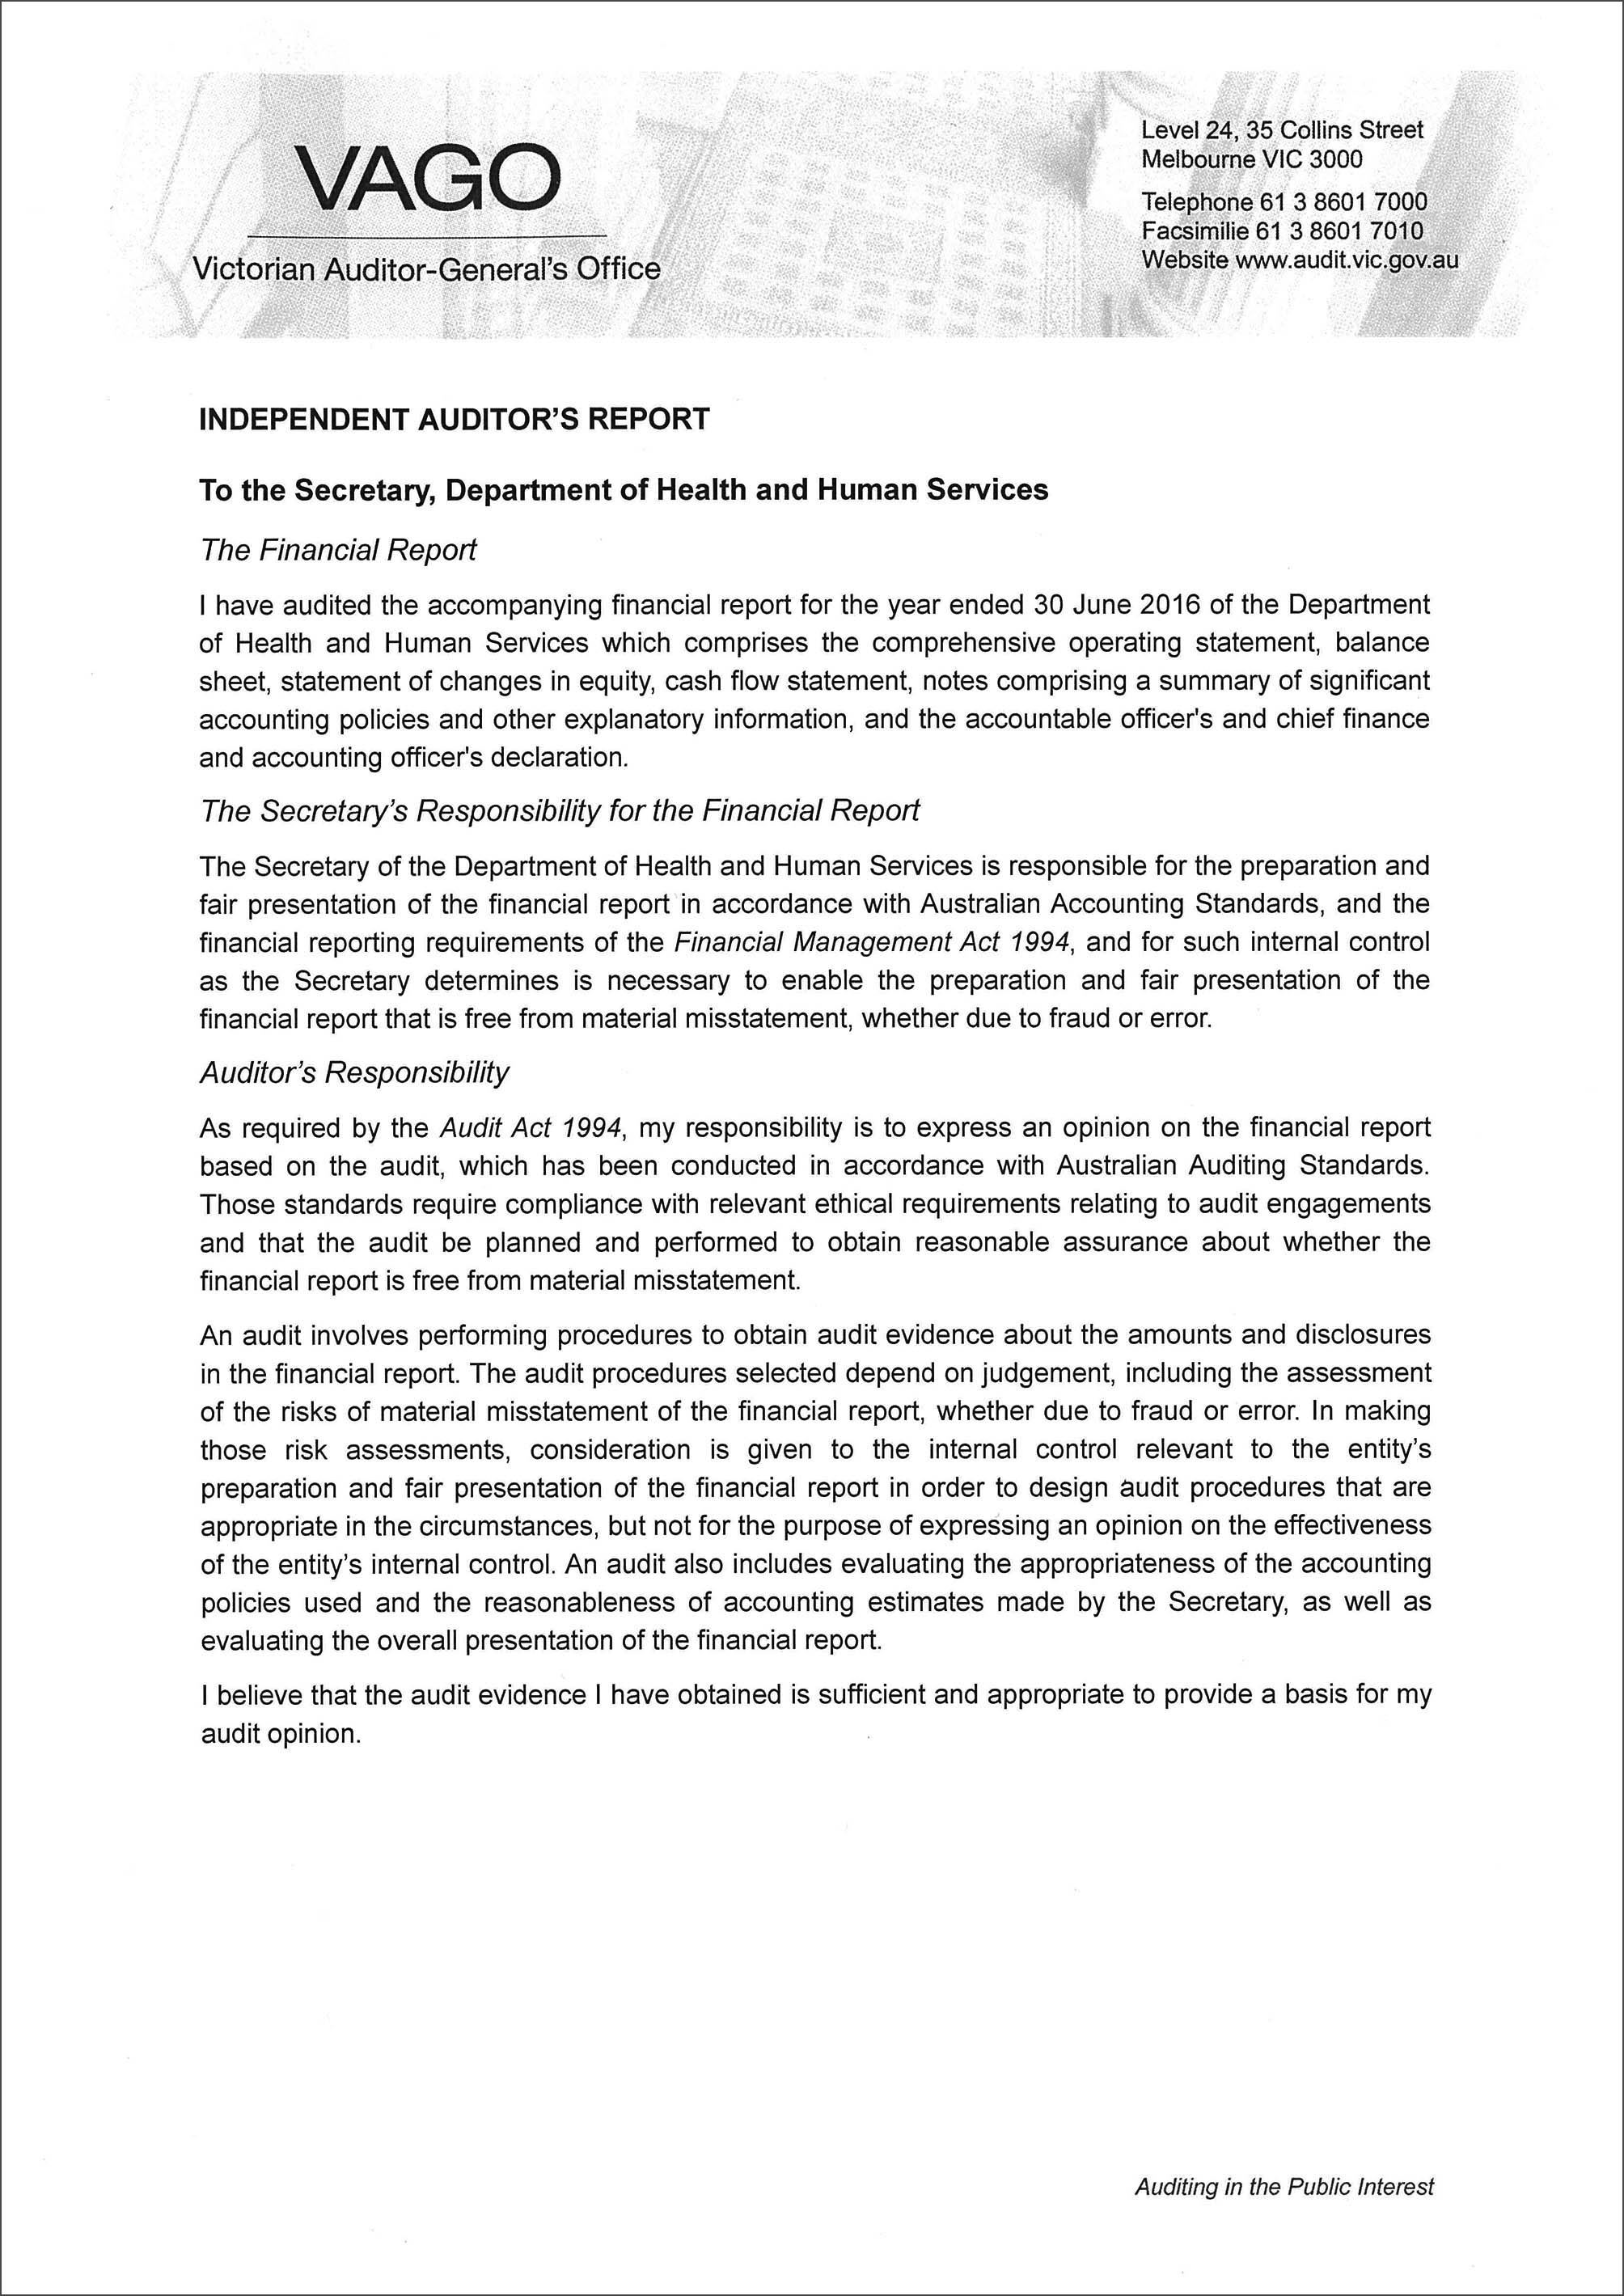 VAGO
Victorian Auditor-General's Office
Level 24, 35 Collins Street
Melbourne VIC 3000
Telephone 61 3 8601 7000
Facsimilie 61 3 8601 7010
Website www.audit.vic.gov.au
INDEPENDENT AUDITOR'S REPORT
To the Secretary, Department of Health and Human Services
The Financial Report
I have audited the accompanying financial report for the year ended 30 June 2016 of the Department
of Health and Human Services which comprises the comprehensive operating statement, balance
sheet, statement of changes in equity, cash flow statement, notes comprising a summary of significant
accounting policies and other explanatory information, and the accountable officer's and chief finance
and accounting officer's declaration.
The Secretary's Responsibility for the Financial Report
The Secretary of the Department of Health and Human Services is responsible for the preparation and
fair presentation of the financial report in accordance with Australian Accounting Standards, and the
financial reporting requirements of the Financial Management Act 1994, and for such internal control
as the Secretary determines is necessary to enable the preparation and fair presentation of the
financial report that is free from material misstatement, whether due to fraud or error.
Auditor's Responsibility
As required by the Audit Act 1994, my responsibility is to express an opinion on the financial report
based on the audit, which has been conducted in accordance with Australian Auditing Standards.
Those standards require compliance with relevant ethical requirements relating to audit engagements
and that the audit be planned and performed to obtain reasonable assurance about whether the
financial report is free from material misstatement.
An audit involves performing procedures to obtain audit evidence about the amounts and disclosures
in the financial report. The audit procedures selected depend on judgement, including the assessment
of the risks of material misstatement of the financial report, whether due to fraud or error. In making
those risk assessments, consideration is given to the internal control relevant to the entity's
preparation and fair presentation of the financial report in order to design audit procedures that are
appropriate in the circumstances, but not for the purpose of expressing an opinion on the effectiveness
of the entity's internal control. An audit also includes evaluating the appropriateness of the accounting
policies used and the reasonableness of accounting estimates made by the Secretary, as well as
evaluating the overall presentation of the financial report.
I believe that the audit evidence I have obtained is sufficient and appropriate to provide a basis for my
audit opinion.
Auditing in the Public Interest